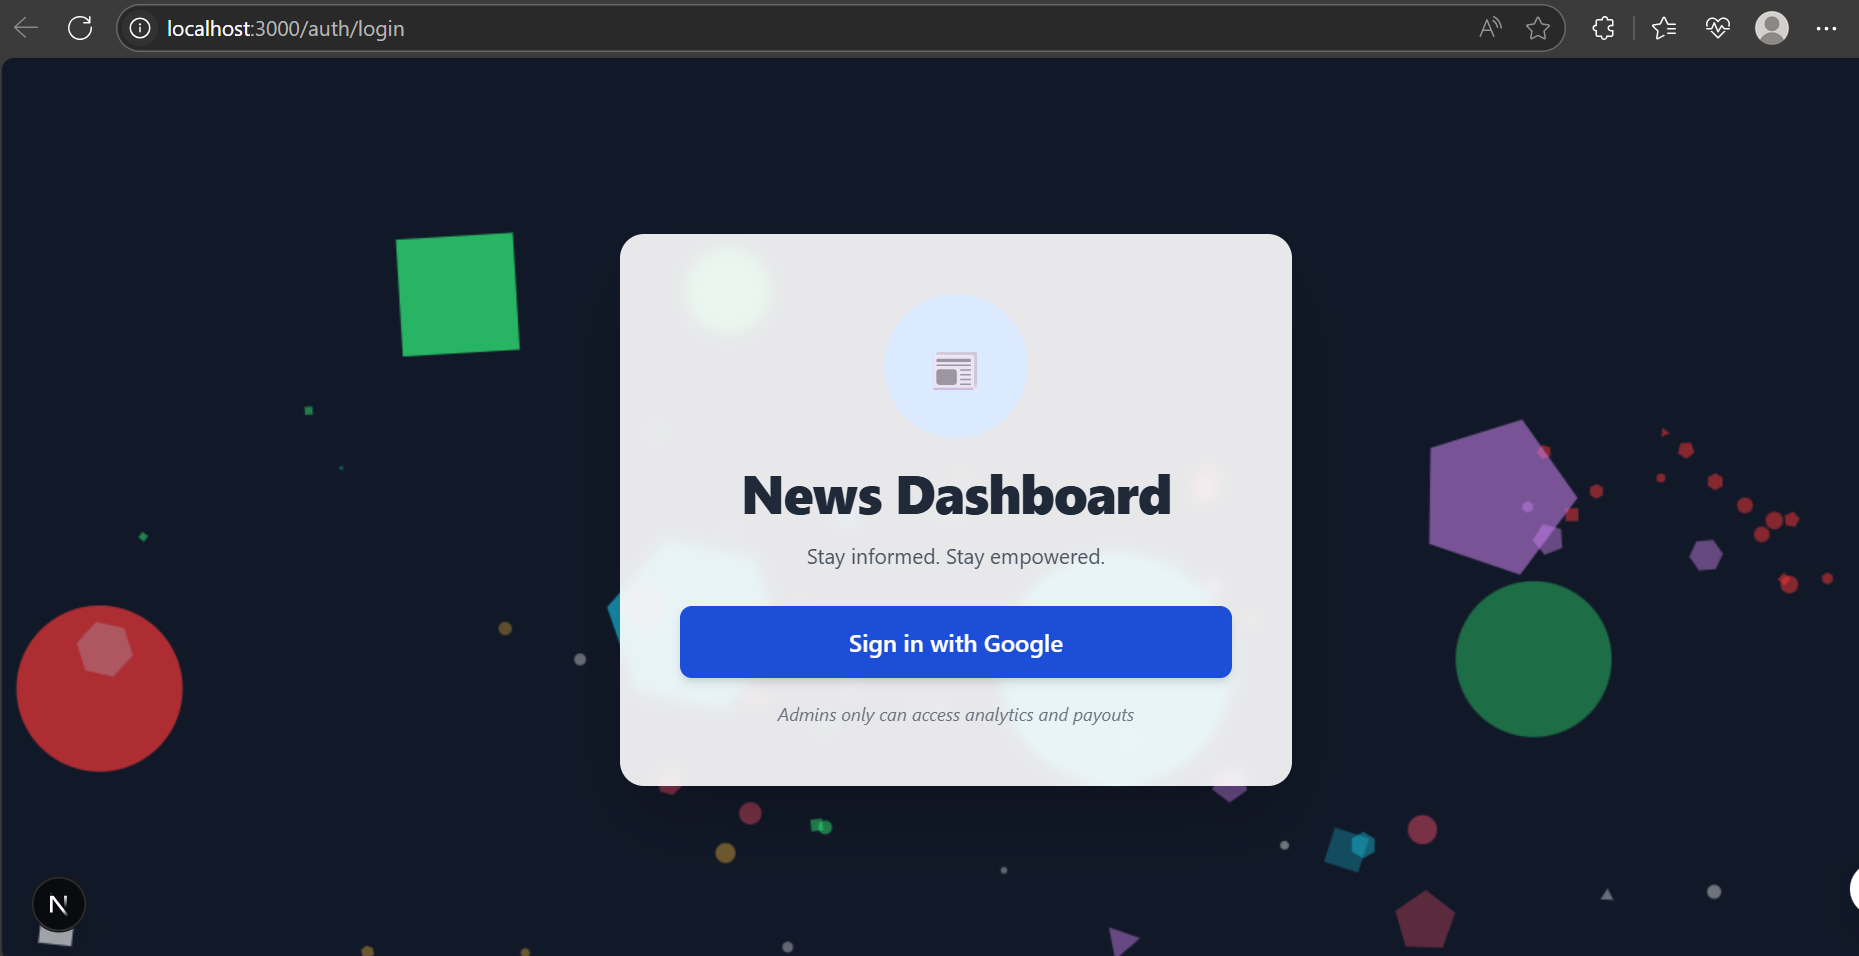 localhost:3000/auth/login
News Dashboard
Stay informed. Stay empowered.
Sign in with Google
Admins only can access analytics and payouts
N